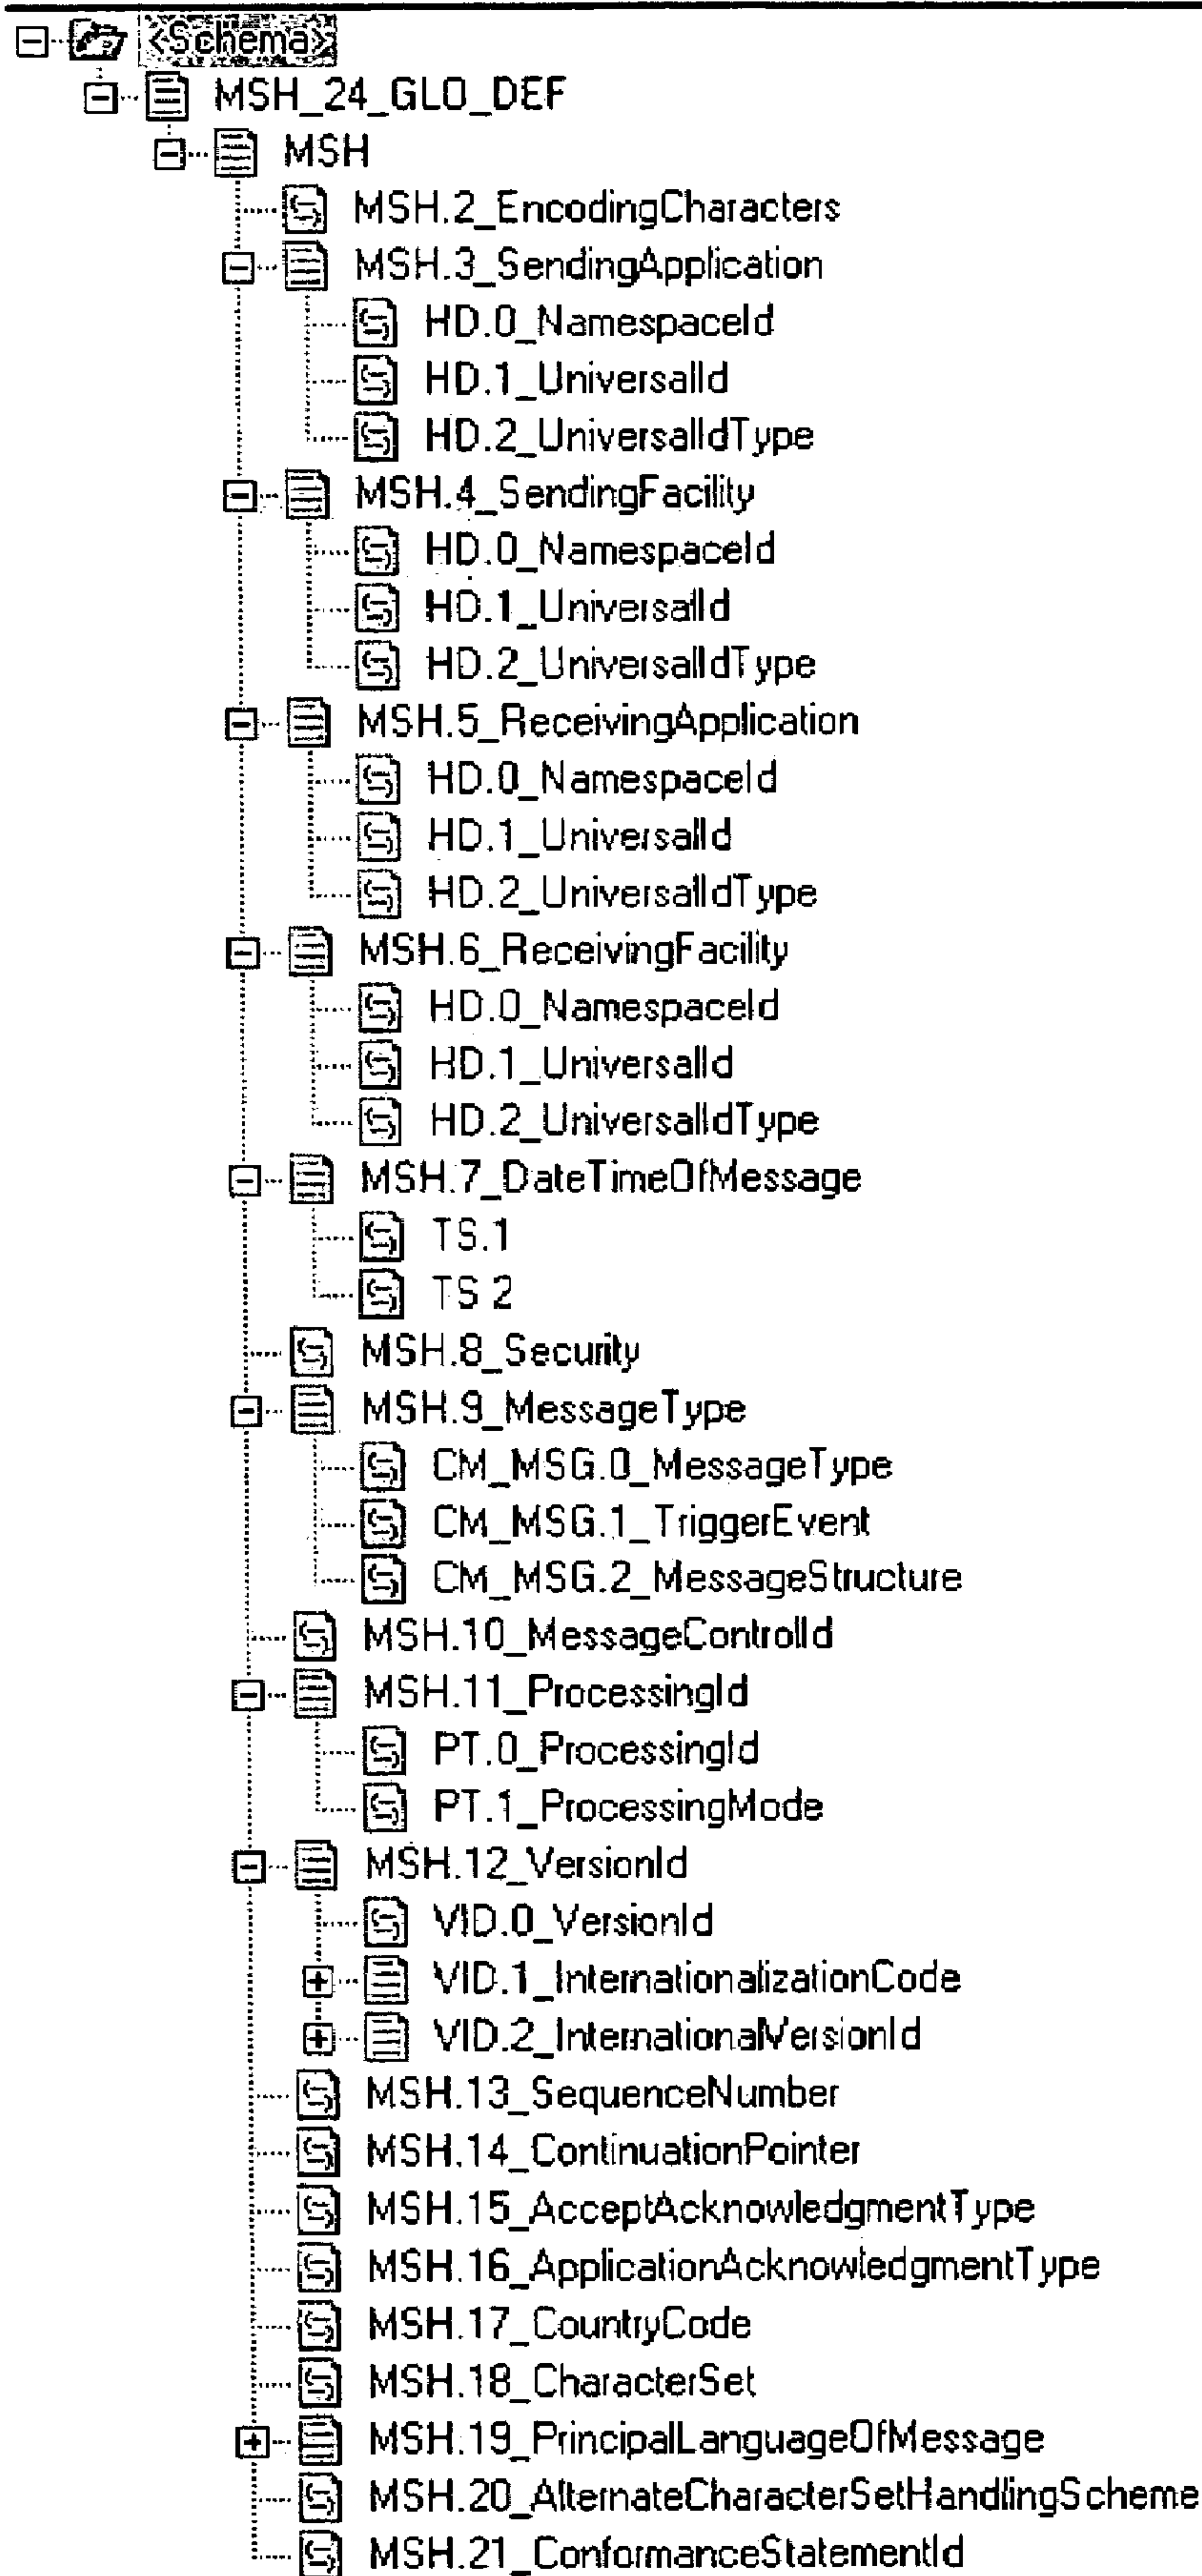 <Schema>
MSH_24_GLO_DEF
MSH
MSH.2_EncodingCharacters
MSH.3_SendingApplication
HD.0_NamespaceId
HD.1_UniversalId
HD.2_UniversalIdType
MSH.4_SendingFacility
HD.0_NamespaceId
HD.1_UniversalId
HD.2_UniversalIdType
MSH.5_ReceivingApplication
HD.0_NamespaceId
HD.1_UniversalId
HD.2_UniversalIdType
MSH.6_ReceivingFacility
HD.0_NamespaceId
HD.1_UniversalId
HD.2_UniversalIdType
MSH.7_DateTimeOfMessage
TS.1
TS 2
MSH.8_Security
MSH.9_MessageType
CM_MSG.0_MessageType
CM_MSG.1_TriggerEvent
CM_MSG.2_MessageStructure
MSH.10_MessageControlId
MSH.11_ProcessingId
PT.0_ProcessingId
PT.1_ProcessingMode
MSH.12_VersionId
VID.0_VersionId
VID.1_InternationalizationCode
VID.2_InternationalVersionId
MSH.13_SequenceNumber
MSH.14_ContinuationPointer
MSH.15_AcceptAcknowledgmentType
MSH.16_ApplicationAcknowledgmentType
MSH.17_CountryCode
MSH.18_CharacterSet
MSH.19_PrincipalLanguageOfMessage
MSH.20_AlternateCharacterSetHandlingScheme
MSH.21_ConformanceStatementId